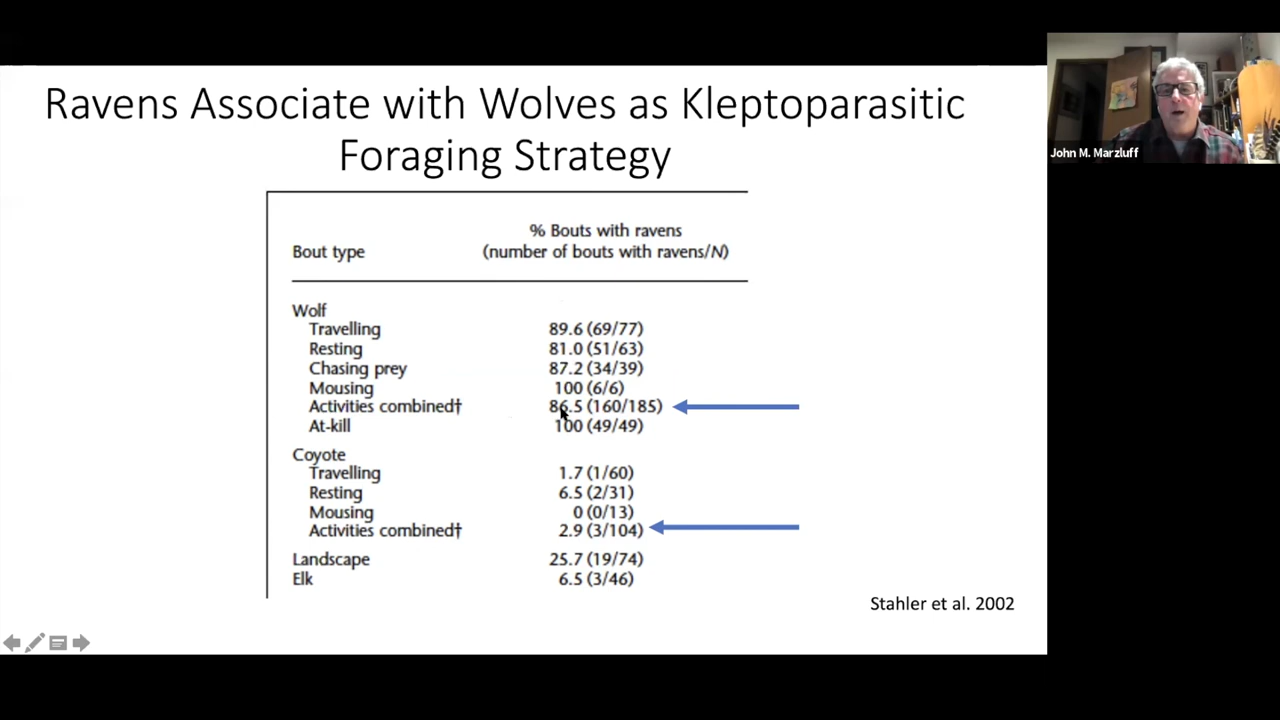 Ravens Associate with Wolves as Kleptoparasitic
Foraging Strategy
John M. Marzluff
% Bouts with ravens
Bout type (number of bouts with ravens/N)
Wolf
Travelling 89.6 (69/77)
Resting 81.0 (51/63)
Chasing prey 87.2 (34/39)
Mousing 100 (6/6)
Activities combined† 86.5 (160/185)
At-kill 100 (49/49)
Coyote
Travelling 1.7 (1/60)
Resting 6.5 (2/31)
Mousing 0 (0/13)
Activities combined† 2.9 (3/104)
Landscape 25.7 (19/74)
Elk 6.5 (3/46)
Stahler et al. 2002